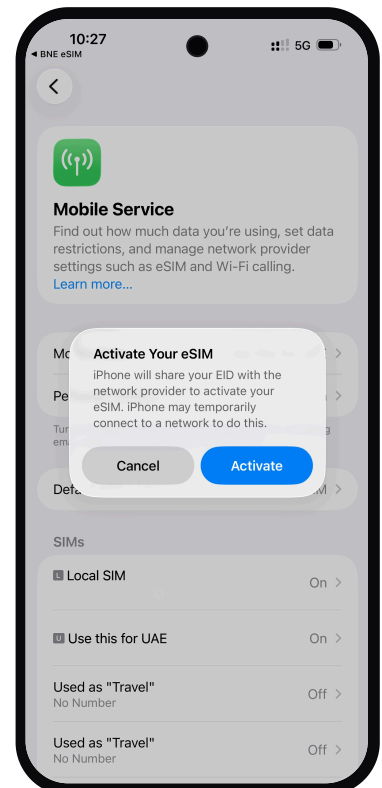 10:27
◀ BNE eSIM
5G
Mobile Service
Find out how much data you’re using, set data
restrictions, and manage network provider
settings such as eSIM and Wi-Fi calling.
Learn more...
Activate Your eSIM
iPhone will share your EID with the
network provider to activate your
eSIM. iPhone may temporarily
connect to a network to do this.
Cancel
Activate
SIMs
L Local SIM
On
U Use this for UAE
On
Used as "Travel"
No Number
Off
Used as "Travel"
No Number
Off